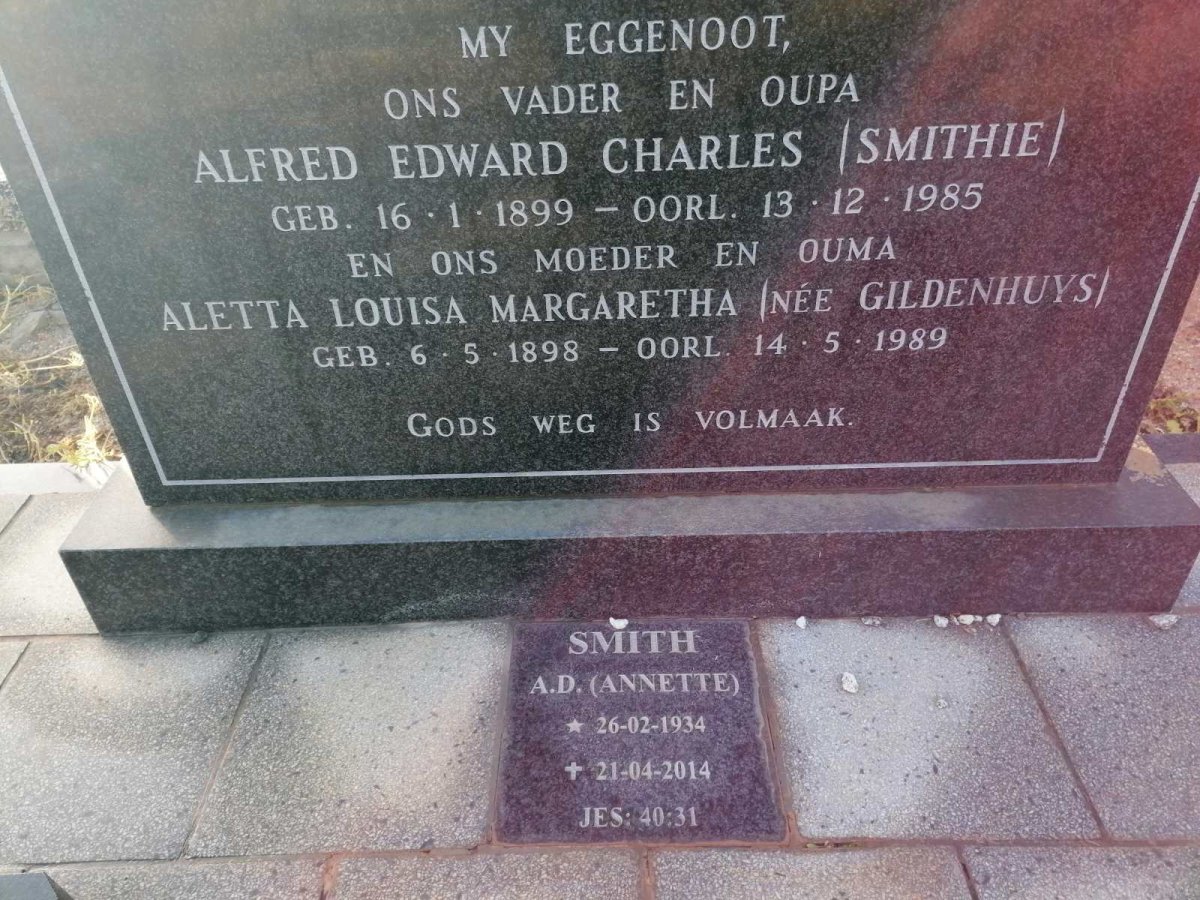 MY EGGENOOT,
ONS VADER EN OUPA
ALFRED EDWARD CHARLES (SMITHIE)
GEB. 16·1·1899 – OORL. 13·12·1985
EN ONS MOEDER EN OUMA
ALETTA LOUISA MARGARETHA (NÉE GILDENHUYS)
GEB. 6·5·1898 – OORL. 14·5·1989
GODS WEG IS VOLMAAK.
SMITH
A.D. (ANNETTE)
★ 26-02-1934
✝ 21-04-2014
JES: 40:31